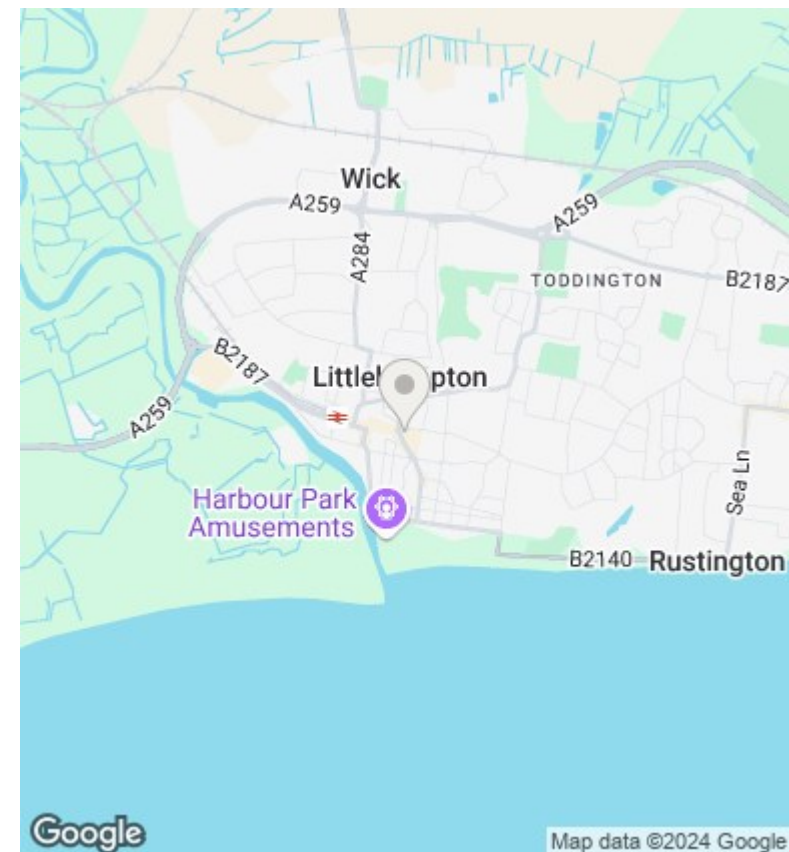 Wick
A259
A259
A284
TODDINGTON
B2187
B2187
Littleh pton
A259
Sea Ln
Harbour Park
Amusements
B2140
Rustington
Google
Map data ©2024 Google